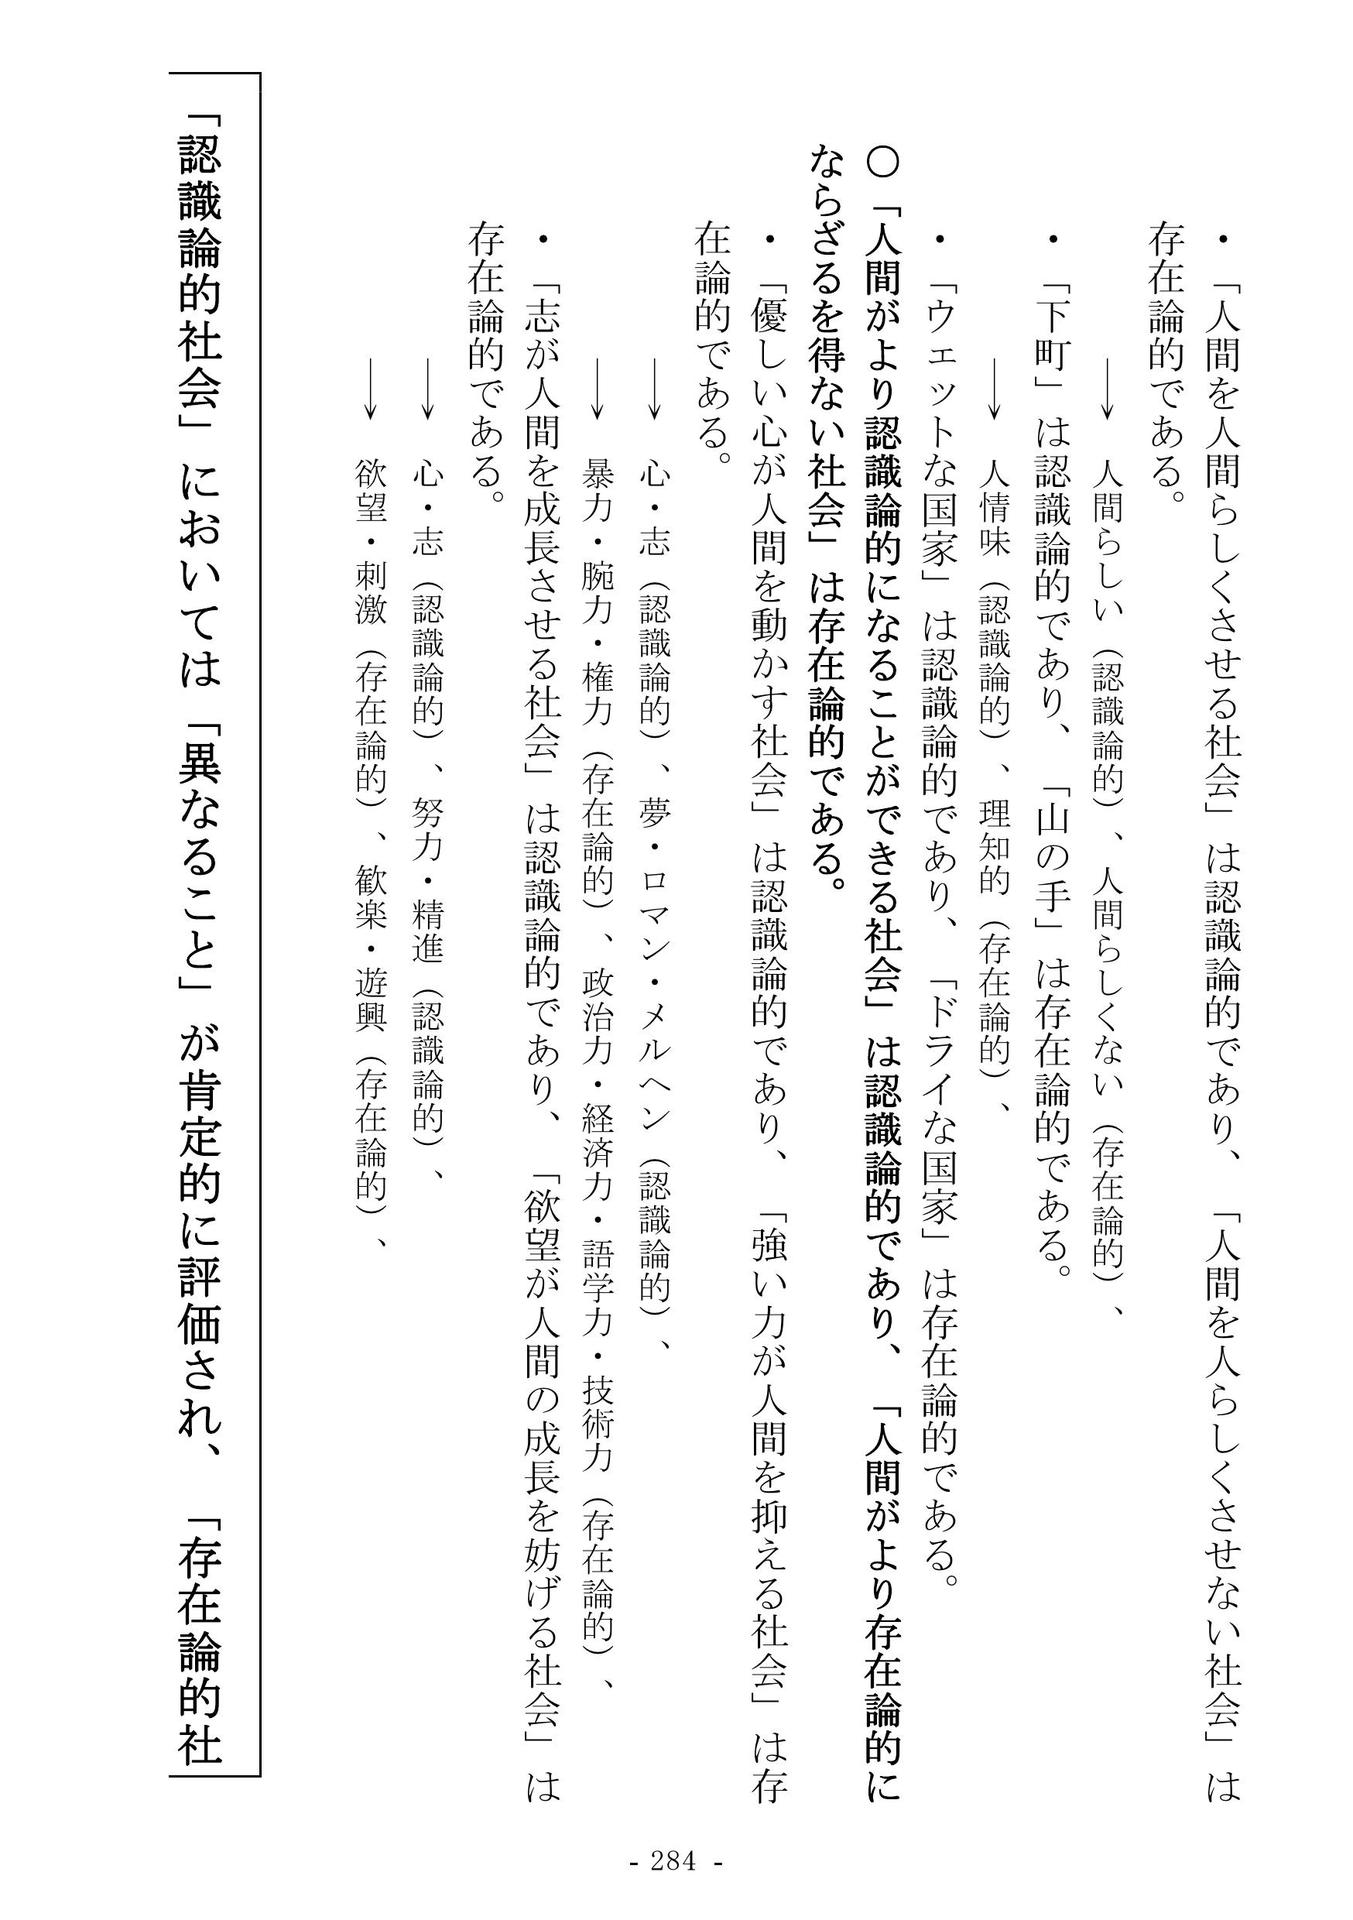 ・「人間を人間らしくさせる社会」は認識論的であり、「人間を人らしくさせない社会」は
存在論的である。
→ 人間らしい（認識論的）、人間らしくない（存在論的）、
・「下町」は認識論的であり、「山の手」は存在論的である。
→ 人情味（認識論的）、理知的（存在論的）、
・「ウェットな国家」は認識論的であり、「ドライな国家」は存在論的である。
〇「人間がより認識論的になることができる社会」は認識論的であり、「人間がより存在論的に
ならざるを得ない社会」は存在論的である。
・「優しい心が人間を動かす社会」は認識論的であり、「強い力が人間を抑える社会」は存
在論的である。
→ 心・志（認識論的）、夢・ロマン・メルヘン（認識論的）、
→ 暴力・腕力・権力（存在論的）、政治力・経済力・語学力・技術力（存在論的）、
・「志が人間を成長させる社会」は認識論的であり、「欲望が人間の成長を妨げる社会」は
存在論的である。
→ 心・志（認識論的）、努力・精進（認識論的）、
→ 欲望・刺激（存在論的）、歓楽・遊興（存在論的）、
「認識論的社会」においては「異なること」が肯定的に評価され、「存在論的社
- 284 -